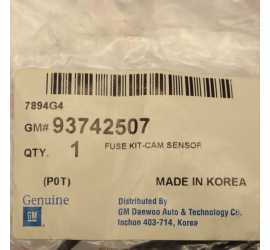 7894G4
GM# 93742507
QTY. 1 FUSE KIT-CAM SENSOR
(P0T) MADE IN KOREA
Genuine
GM
Distributed By
GM Daewoo Auto & Technology Co.
Inchon 403-714, Korea